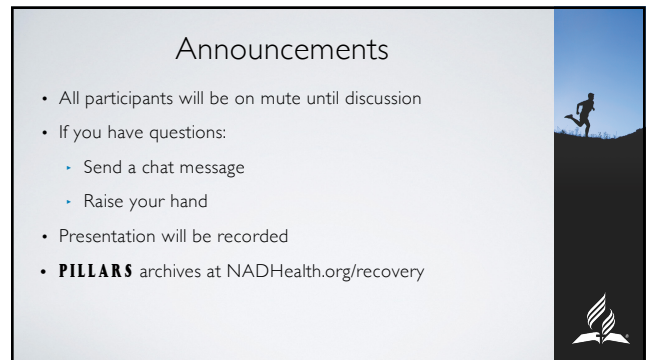 Announcements
• All participants will be on mute until discussion
• If you have questions:
‣ Send a chat message
‣ Raise your hand
• Presentation will be recorded
• PILLARS archives at NADHealth.org/recovery